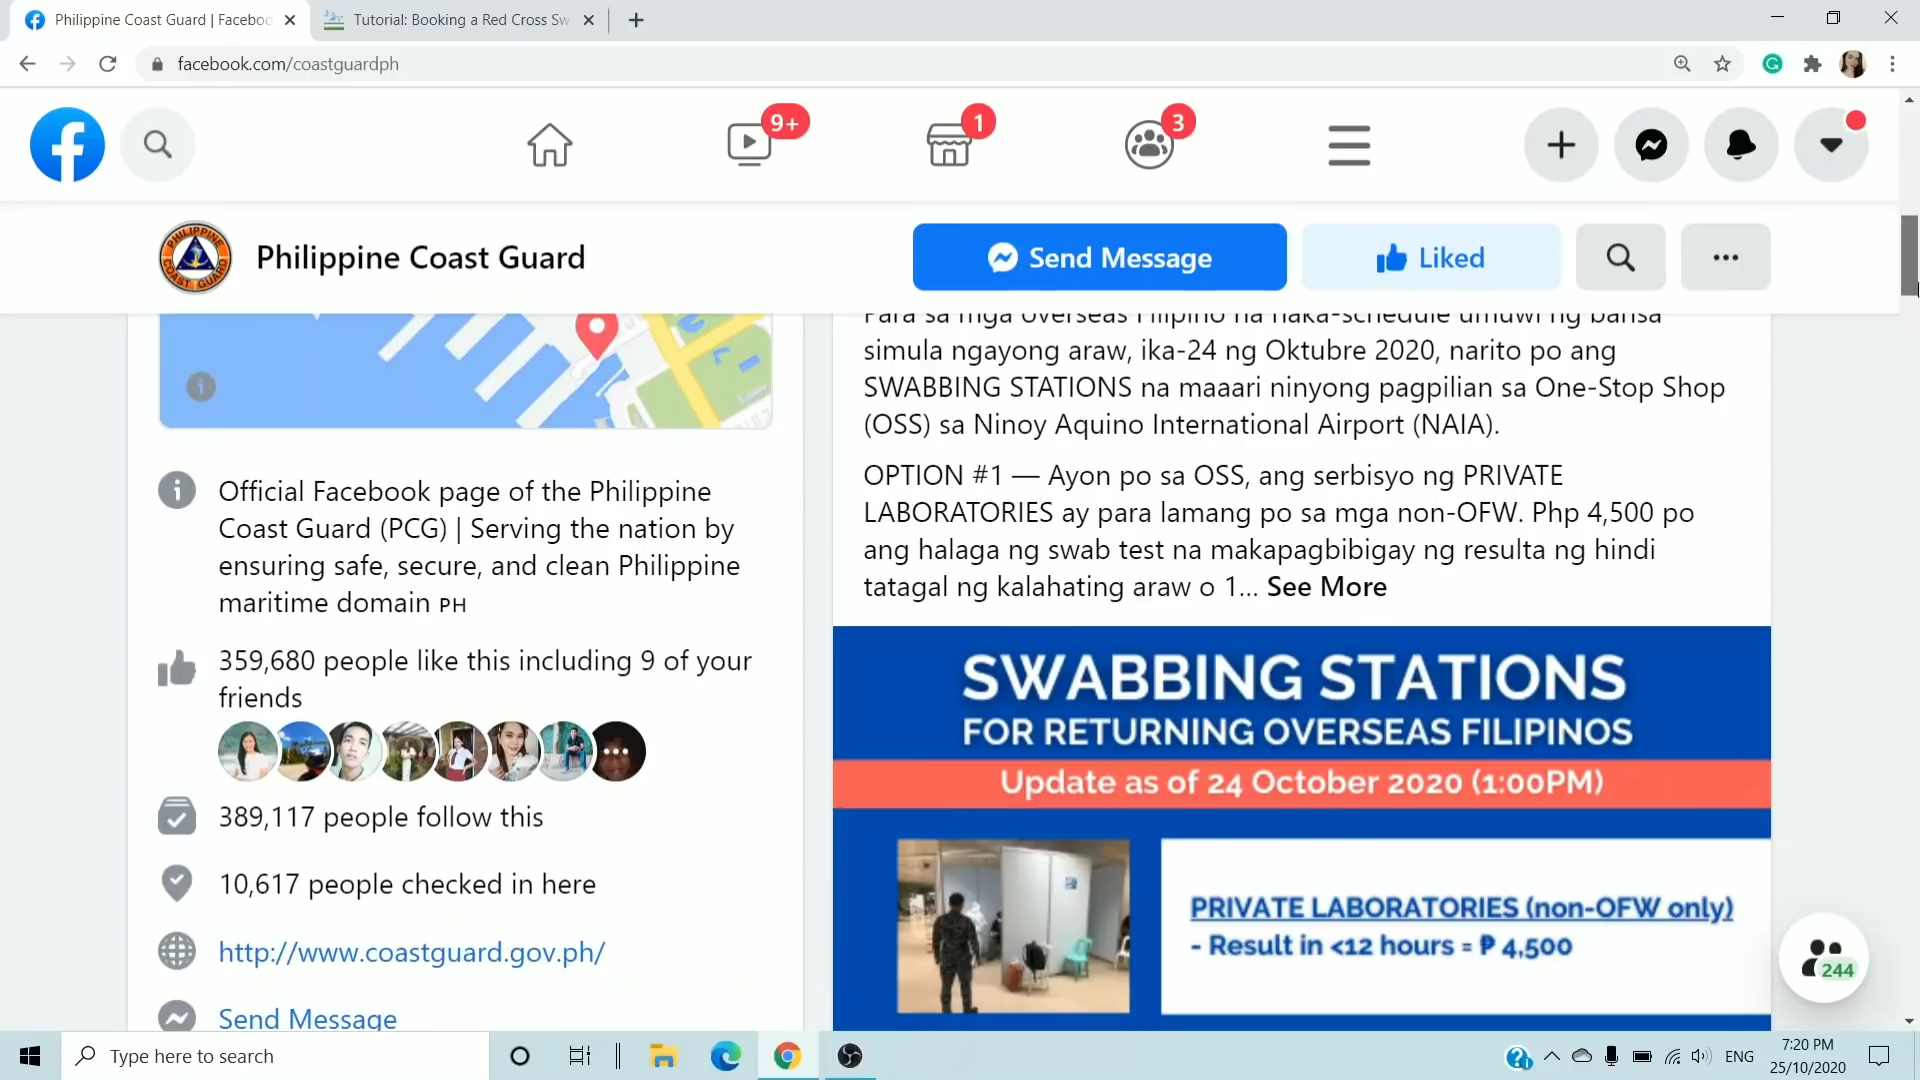 Philippine Coast Guard | Faceboo
Tutorial: Booking a Red Cross Sw
facebook.com/coastguardph
9+
1
3
PHILIPPINE
COAST GUARD
Philippine Coast Guard
Send Message
Liked
Para sa mga overseas Filipino na naka-schedule umuwi ng bansa
simula ngayong araw, ika-24 ng Oktubre 2020, narito po ang
SWABBING STATIONS na maaari ninyong pagpilian sa One-Stop Shop
(OSS) sa Ninoy Aquino International Airport (NAIA).
OPTION #1 — Ayon po sa OSS, ang serbisyo ng PRIVATE
LABORATORIES ay para lamang po sa mga non-OFW. Php 4,500 po
ang halaga ng swab test na makapagbibigay ng resulta ng hindi
tatagal ng kalahating araw o 1... See More
Official Facebook page of the Philippine
Coast Guard (PCG) | Serving the nation by
ensuring safe, secure, and clean Philippine
maritime domain PH
359,680 people like this including 9 of your
friends
389,117 people follow this
10,617 people checked in here
http://www.coastguard.gov.ph/
Send Message
SWABBING STATIONS
FOR RETURNING OVERSEAS FILIPINOS
Update as of 24 October 2020 (1:00PM)
PRIVATE LABORATORIES (non-OFW only)
- Result in <12 hours = ₱ 4,500
244
Type here to search
ENG
7:20 PM
25/10/2020